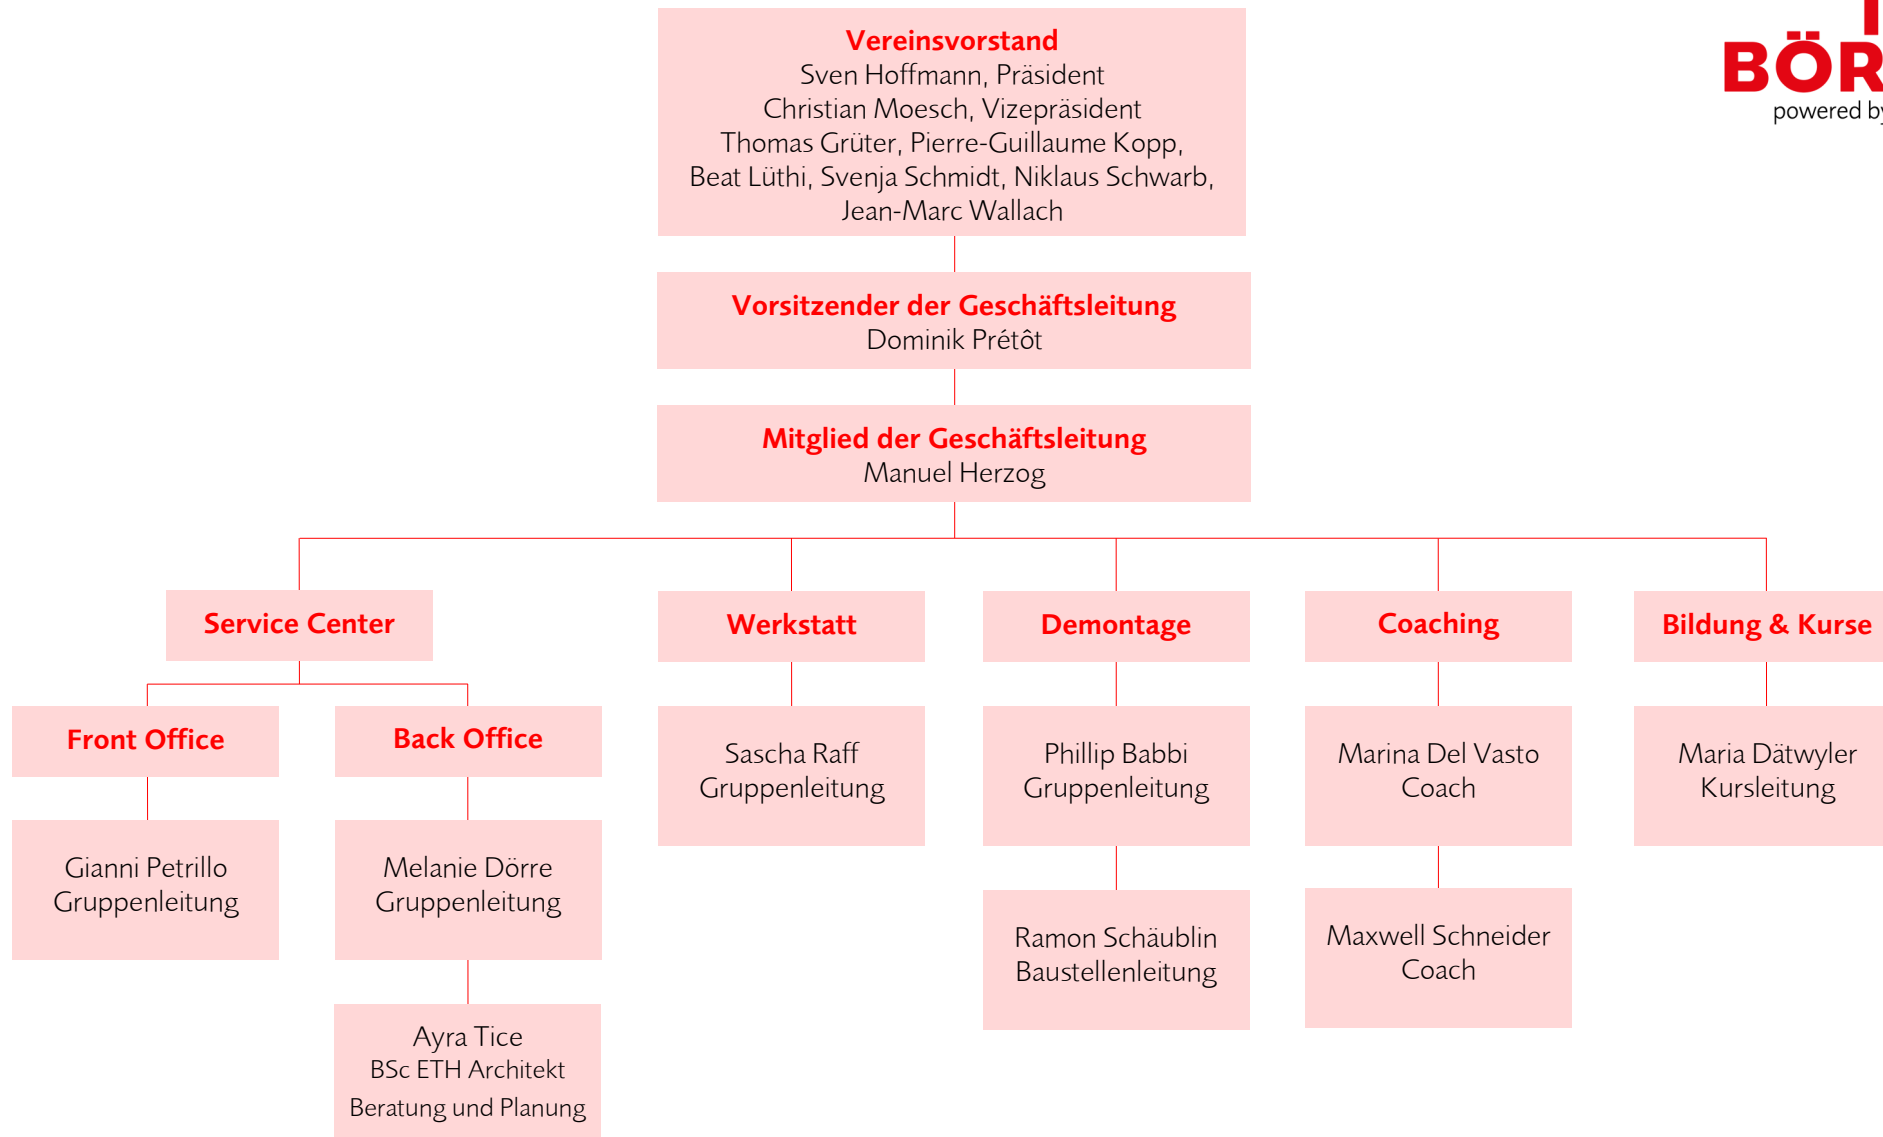 Vereinsvorstand
Sven Hoffmann, Präsident
Christian Moesch, Vizepräsident
Thomas Grüter, Pierre-Guillaume Kopp,
Beat Lüthi, Svenja Schmidt, Niklaus Schwarb,
Jean-Marc Wallach
BÖR
powered by
Vorsitzender der Geschäftsleitung
Dominik Prétôt
Mitglied der Geschäftsleitung
Manuel Herzog
Service Center
Werkstatt
Demontage
Coaching
Bildung & Kurse
Front Office
Back Office
Sascha Raff
Gruppenleitung
Phillip Babbi
Gruppenleitung
Marina Del Vasto
Coach
Maria Dätwyler
Kursleitung
Gianni Petrillo
Gruppenleitung
Melanie Dörre
Gruppenleitung
Ramon Schäublin
Baustellenleitung
Maxwell Schneider
Coach
Ayra Tice
BSc ETH Architekt
Beratung und Planung